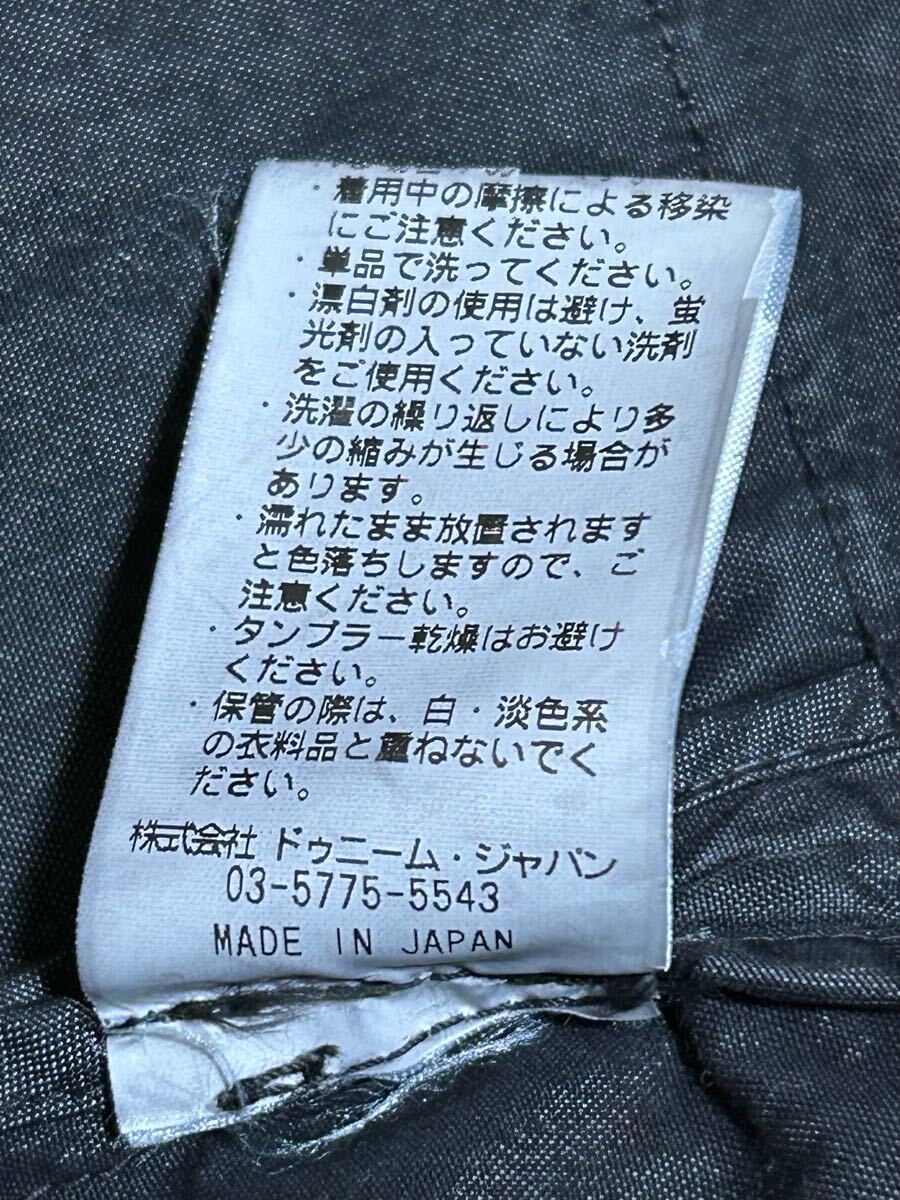 ・着用中の摩擦による移染
にご注意ください。
・単品で洗ってください。
・漂白剤の使用は避け、蛍
光剤の入っていない洗剤
をご使用ください。
・洗濯の繰り返しにより多
少の縮みが生じる場合が
あります。
・濡れたまま放置されます
と色落ちしますので、ご
注意ください。
・タンブラー乾燥はお避け
ください。
・保管の際は、白・淡色系
の衣料品と重ねないでく
ださい。
株式会社 ドゥニーム・ジャパン
03-5775-5543
MADE IN JAPAN